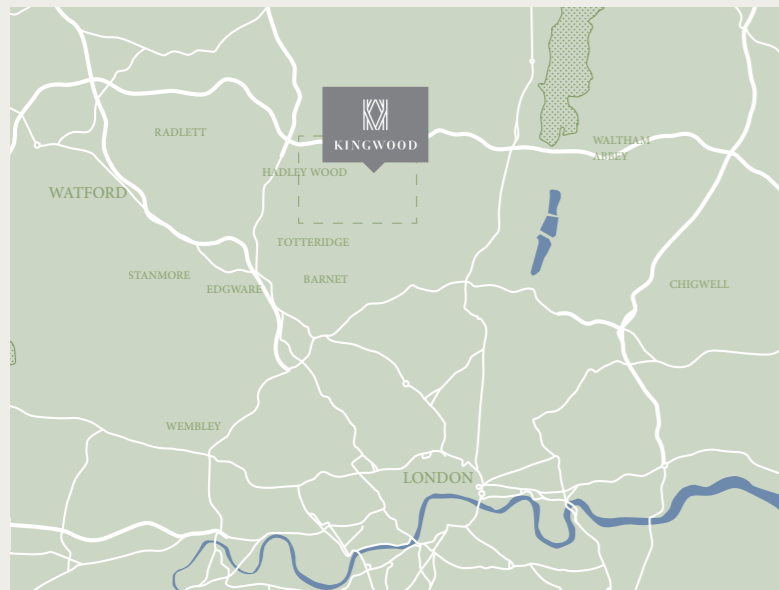 KINGWOOD
RADLETT
WALTHAM
ABBEY
HADLEY WOOD
WATFORD
TOTTERIDGE
STANMORE
BARNET
EDGWARE
CHIGWELL
WEMBLEY
LONDON